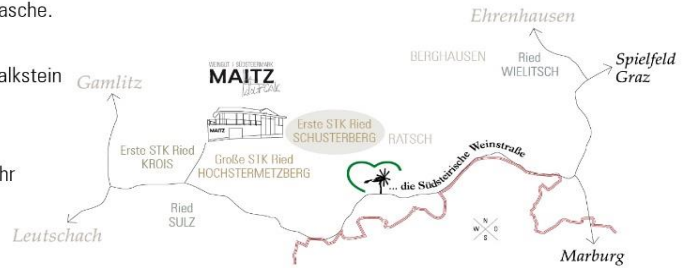 asche.
alkstein
hr
Ehrenhausen
BERGHAUSEN
Ried
WIELITSCH
Spielfeld
Graz
Gamlitz
WEINGUT | SÜDSTEIERMARK
MAITZ
MAITZ
Erste STK Ried
SCHUSTERBERG
RATSCH
Erste STK Ried
KROIS
Große STK Ried
HOCHSTERMETZBERG
... die Südsteirische Weinstraße
Ried
SULZ
Leutschach
N
W O
S
Marburg